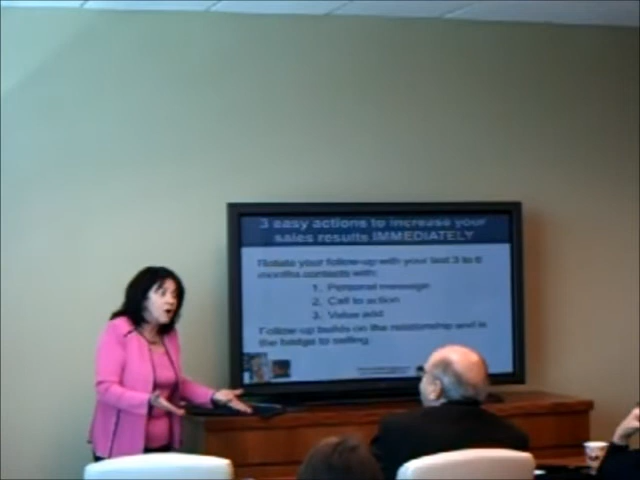 3 easy actions to increase your
sales results IMMEDIATELY
Rotate your follow-up with your last 3 to 6
months contacts with:
1. Personal message
2. Call to action
3. Value add
Follow up builds on the relationship and is
the bridge to selling.